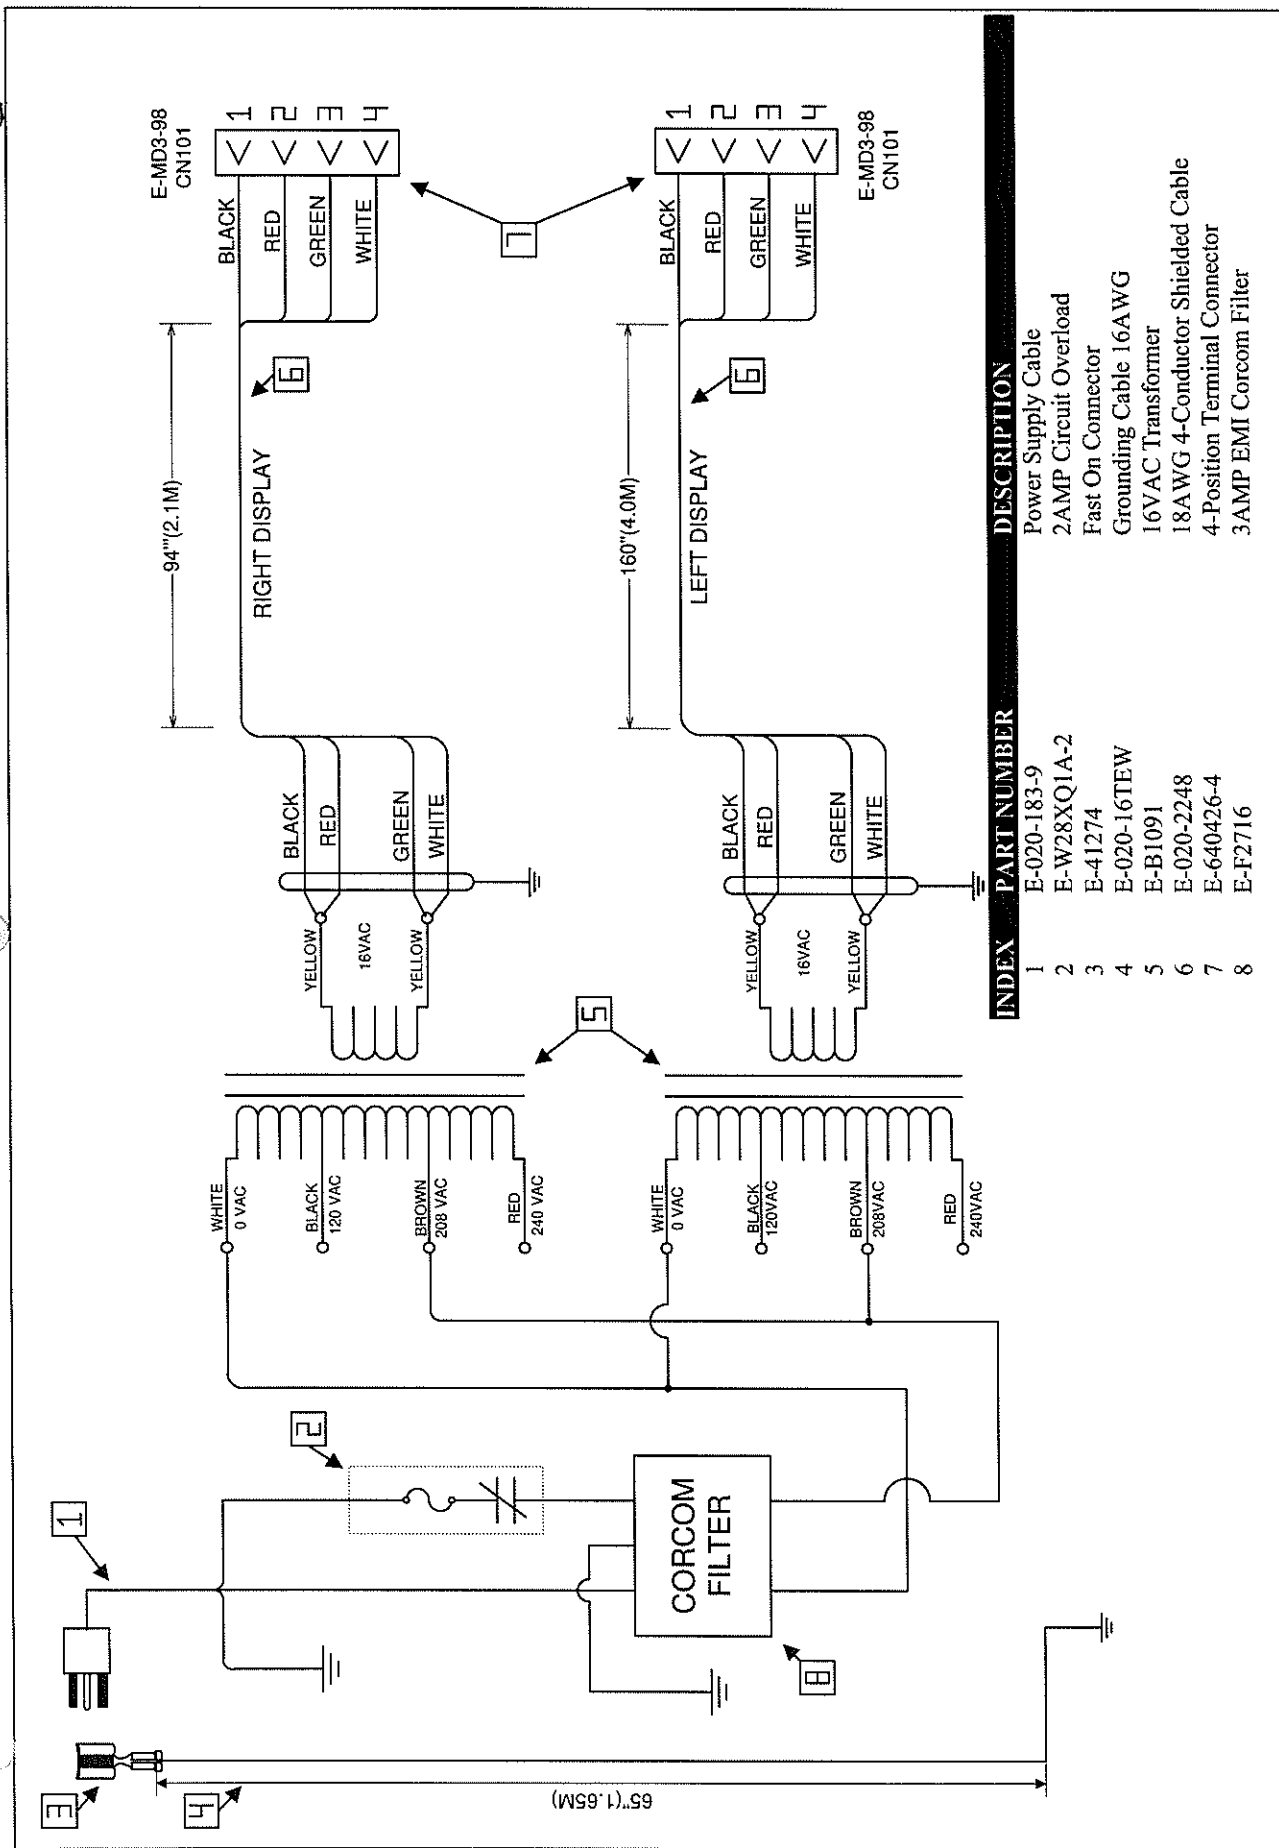 E-MD3-98
CN101
1
2
3
4
BLACK
RED
GREEN
WHITE
7
BLACK
RED
GREEN
WHITE
1
2
3
4
E-MD3-98
CN101
94'"(2.1M)
RIGHT DISPLAY
6
160"(4.0M)
LEFT DISPLAY
6
BLACK
RED
GREEN
WHITE
YELLOW
16VAC
YELLOW
BLACK
RED
GREEN
WHITE
YELLOW
16VAC
YELLOW
5
WHITE
0 VAC
BLACK
120 VAC
BROWN
208 VAC
RED
240 VAC
WHITE
0 VAC
BLACK
120VAC
BROWN
208VAC
RED
240VAC
2
1
CORCOM
FILTER
8
3
4
65"(1.65M)
INDEX PART NUMBER DESCRIPTION
1 E-020-183-9 Power Supply Cable
2 E-W28XQ1A-2 2AMP Circuit Overload
3 E-41274 Fast On Connector
4 E-020-16TEW Grounding Cable 16AWG
5 E-B1091 16VAC Transformer
6 E-020-2248 18AWG 4-Conductor Shielded Cable
7 E-640426-4 4-Position Terminal Connector
8 E-F2716 3AMP EMI Corcom Filter